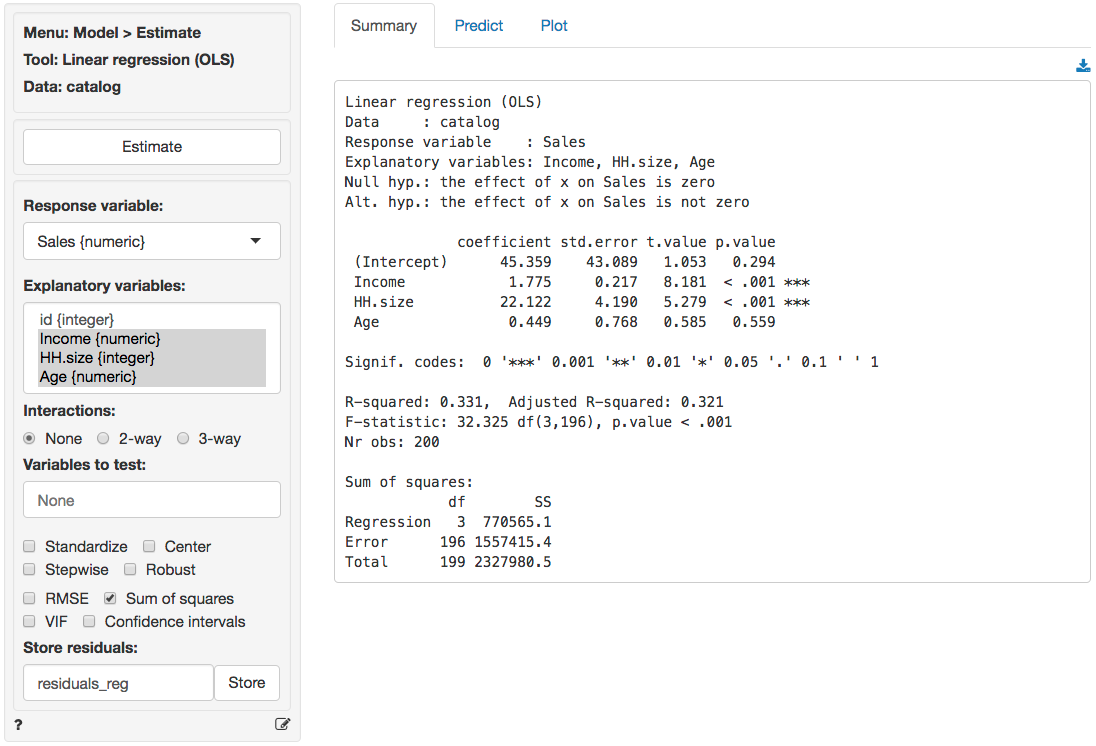 Menu: Model > Estimate
Tool: Linear regression (OLS)
Data: catalog
Estimate
Response variable:
Sales {numeric}
Explanatory variables:
id {integer}
Income {numeric}
HH.size {integer}
Age {numeric}
Interactions:
None 2-way 3-way
Variables to test:
None
Standardize Center
Stepwise Robust
RMSE Sum of squares
VIF Confidence intervals
Store residuals:
residuals_reg Store
?
Summary Predict Plot
Linear regression (OLS)
Data     : catalog
Response variable    : Sales
Explanatory variables: Income, HH.size, Age
Null hyp.: the effect of x on Sales is zero
Alt. hyp.: the effect of x on Sales is not zero
coefficient std.error t.value p.value
(Intercept)      45.359    43.089   1.053   0.294
Income            1.775     0.217   8.181  < .001 ***
HH.size          22.122     4.190   5.279  < .001 ***
Age               0.449     0.768   0.585   0.559
Signif. codes:  0 '***' 0.001 '**' 0.01 '*' 0.05 '.' 0.1 ' ' 1
R-squared: 0.331,  Adjusted R-squared: 0.321
F-statistic: 32.325 df(3,196), p.value < .001
Nr obs: 200
Sum of squares:
df        SS
Regression   3  770565.1
Error      196 1557415.4
Total      199 2327980.5